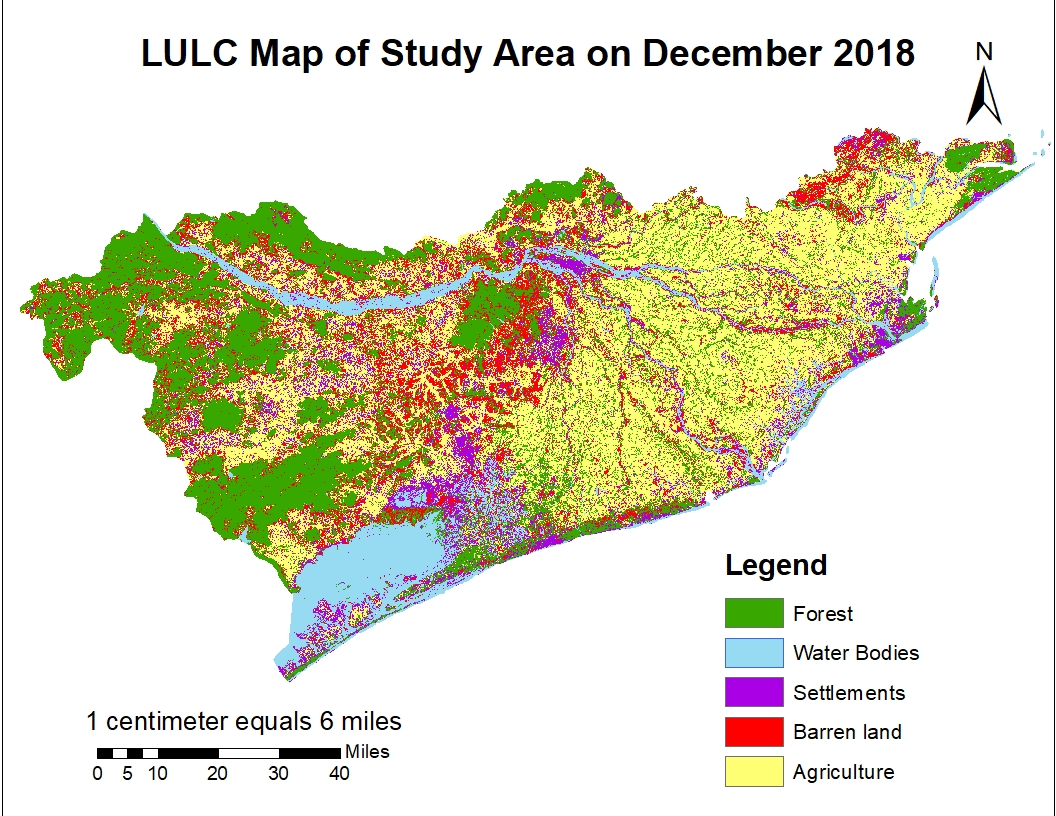 LULC Map of Study Area on December 2018
N
Legend
Forest
Water Bodies
Settlements
Barren land
Agriculture
1 centimeter equals 6 miles
Miles
0 5 10 20 30 40